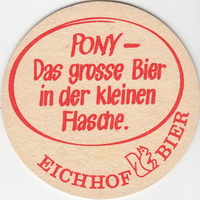 PONY –
Das grosse Bier
in der kleinen
Flasche.
EICHHOF BIER